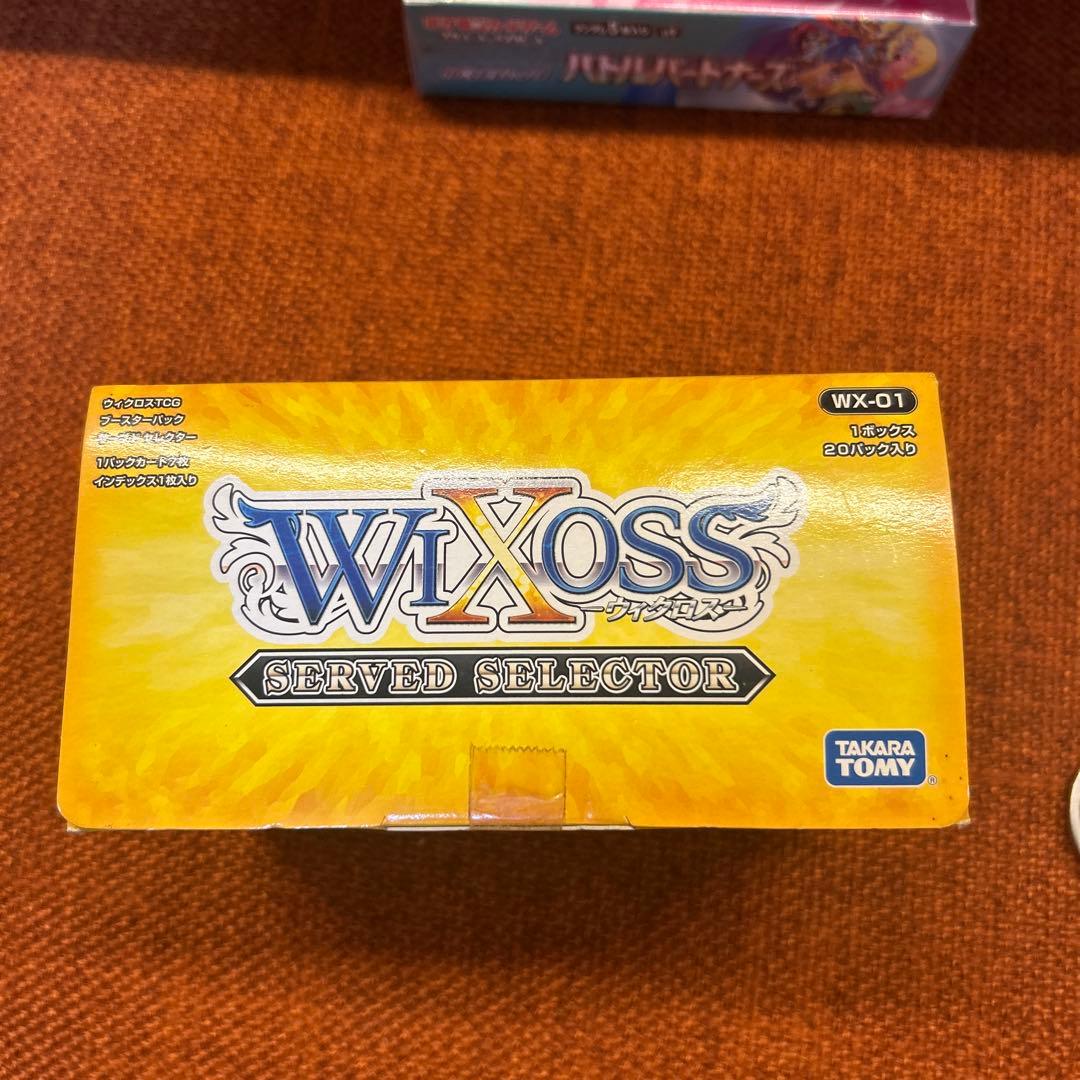 バトルパートナーズ
ウィクロスTCG
ブースターパック
サーブドセレクター
1パックカード7枚
インデックス1枚入り
WX-01
1ボックス
20パック入り
WIXOSS
ーウィクロスー
SERVED SELECTOR
TAKARA
TOMY®